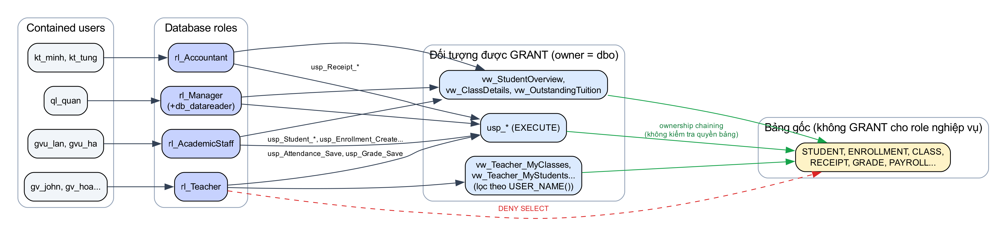 Contained users
kt_minh, kt_tung
ql_quan
gvu_lan, gvu_ha
gv_john, gv_hoa...
Database roles
rl_Accountant
rl_Manager
(+db_datareader)
rl_AcademicStaff
rl_Teacher
usp_Receipt_*
usp_Student_*, usp_Enrollment_Create...
usp_Attendance_Save, usp_Grade_Save
Đối tượng được GRANT (owner = dbo)
vw_StudentOverview,
vw_ClassDetails, vw_OutstandingTuition
usp_* (EXECUTE)
vw_Teacher_MyClasses,
vw_Teacher_MyStudents...
(lọc theo USER_NAME())
DENY SELECT
ownership chaining
(không kiểm tra quyền bảng)
Bảng gốc (không GRANT cho role nghiệp vụ)
STUDENT, ENROLLMENT, CLASS,
RECEIPT, GRADE, PAYROLL...